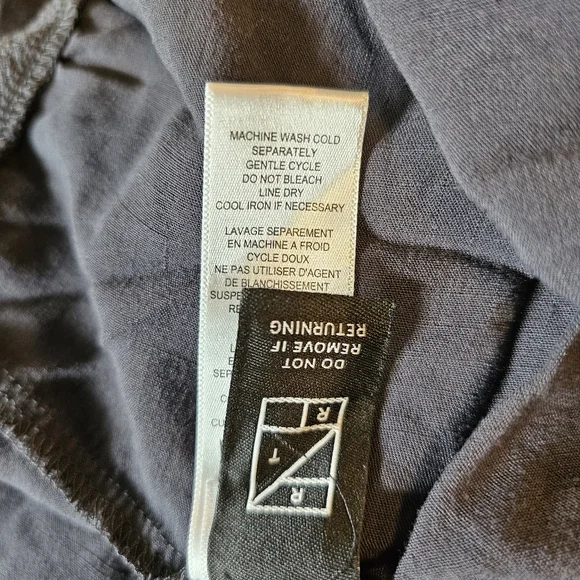 MACHINE WASH COLD
SEPARATELY
GENTLE CYCLE
DO NOT BLEACH
LINE DRY
COOL IRON IF NECESSARY
LAVAGE SEPAREMENT
EN MACHINE A FROID
CYCLE DOUX
NE PAS UTILISER D'AGENT
DE BLANCHISSEMENT
DO NOT
REMOVE IF
RETURNING
R
T
R